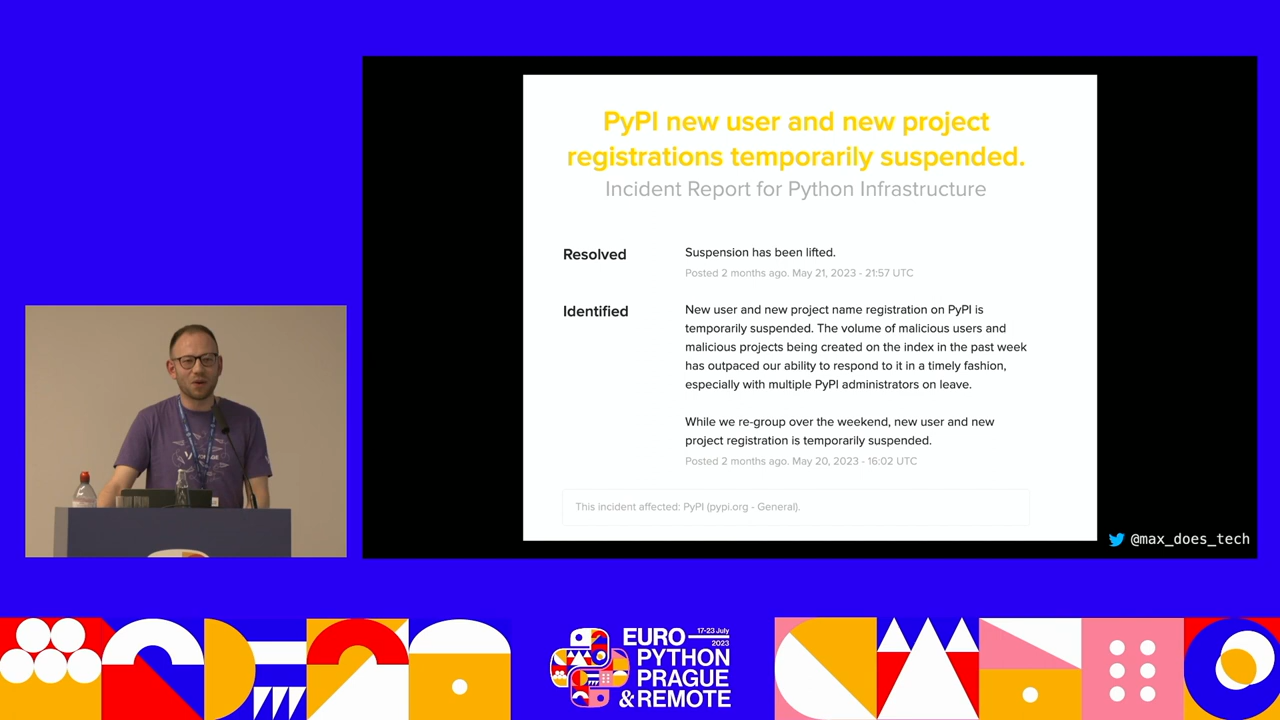 PyPI new user and new project
registrations temporarily suspended.
Incident Report for Python Infrastructure
Resolved
Suspension has been lifted.
Posted 2 months ago. May 21, 2023 - 21:57 UTC
Identified
New user and new project name registration on PyPI is
temporarily suspended. The volume of malicious users and
malicious projects being created on the index in the past week
has outpaced our ability to respond to it in a timely fashion,
especially with multiple PyPI administrators on leave.
While we re-group over the weekend, new user and new
project registration is temporarily suspended.
Posted 2 months ago. May 20, 2023 - 16:02 UTC
This incident affected: PyPI (pypi.org - General).
@max_does_tech
17-23 July
2023
EURO
PYTHON
PRAGUE
& REMOTE